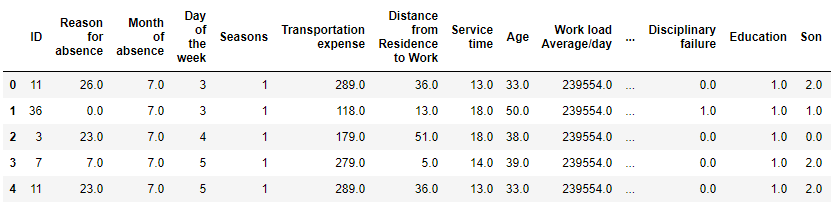 ID Reason for absence Month of absence Day of the week Seasons Transportation expense Distance from Residence to Work Service time Age Work load Average/day ... Disciplinary failure Education Son
0 11 26.0 7.0 3 1 289.0 36.0 13.0 33.0 239554.0 ... 0.0 1.0 2.0
1 36 0.0 7.0 3 1 118.0 13.0 18.0 50.0 239554.0 ... 1.0 1.0 1.0
2 3 23.0 7.0 4 1 179.0 51.0 18.0 38.0 239554.0 ... 0.0 1.0 0.0
3 7 7.0 7.0 5 1 279.0 5.0 14.0 39.0 239554.0 ... 0.0 1.0 2.0
4 11 23.0 7.0 5 1 289.0 36.0 13.0 33.0 239554.0 ... 0.0 1.0 2.0